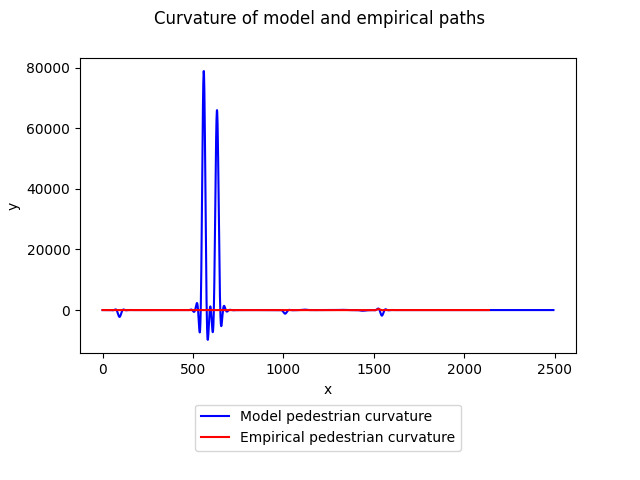 Curvature of model and empirical paths
80000
60000
40000
20000
0
y
0 500 1000 1500 2000 2500
x
Model pedestrian curvature
Empirical pedestrian curvature